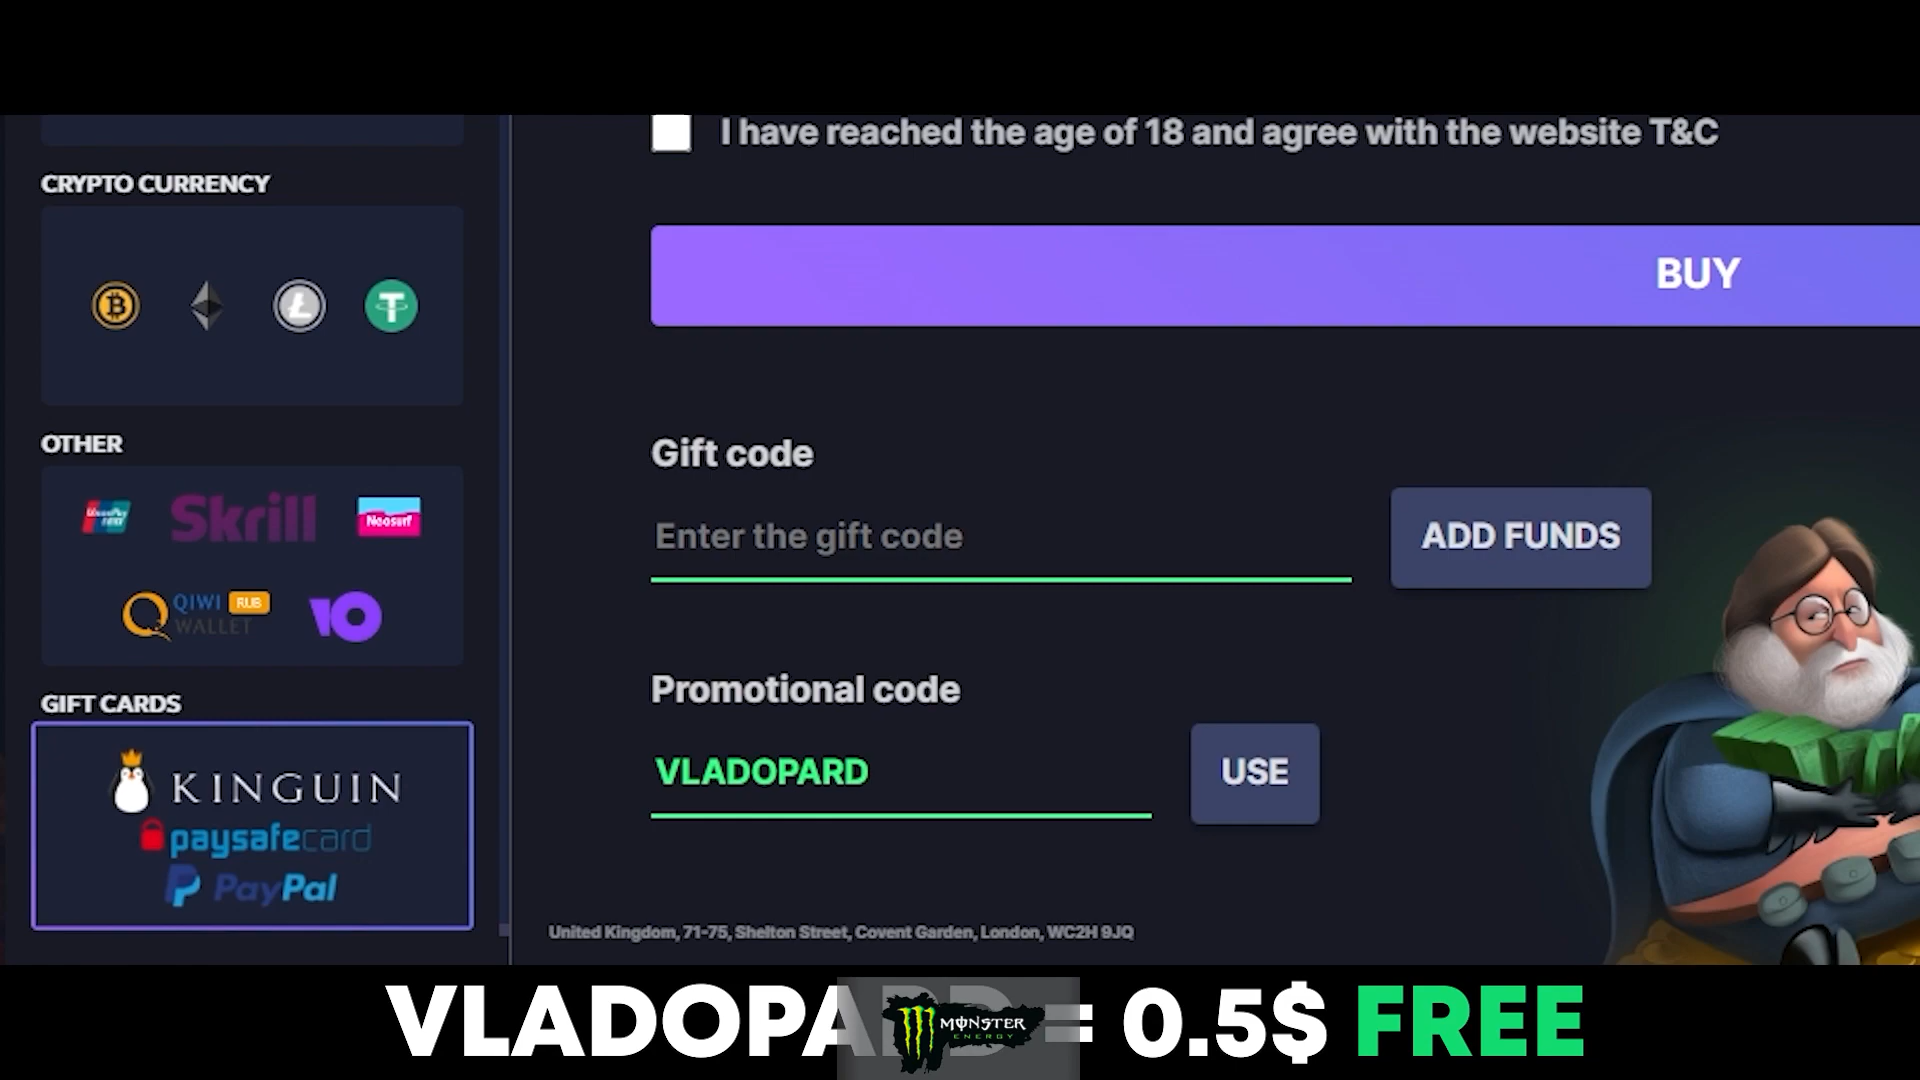 I have reached the age of 18 and agree with the website T&C
CRYPTO CURRENCY
BUY
OTHER
UnionPay
Skrill
Neosurf
QIWI RUB
WALLET
Gift code
Enter the gift code
ADD FUNDS
GIFT CARDS
KINGUIN
paysafecard
PayPal
Promotional code
VLADOPARD
USE
United Kingdom, 71-75, Shelton Street, Covent Garden, London, WC2H 9JQ
VLADOPARD = 0.5$ FREE
MONSTER
ENERGY